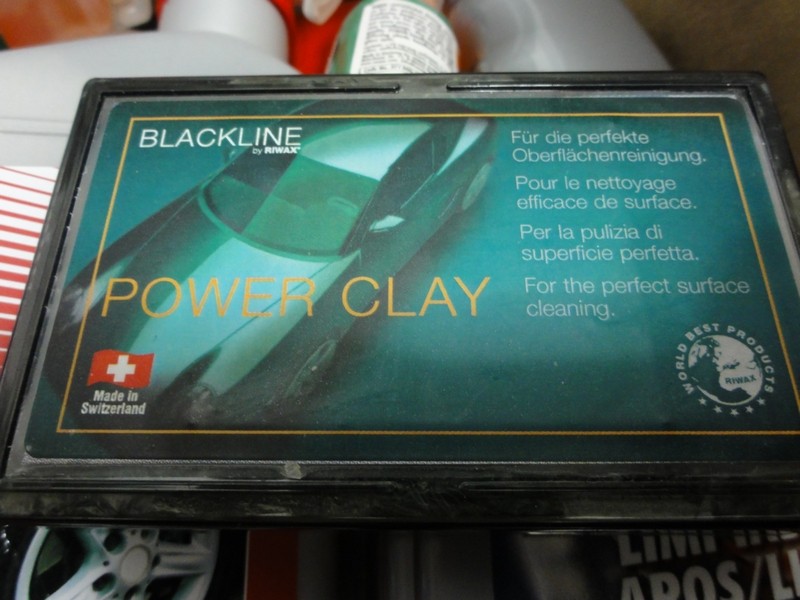 BLACKLINE
by RIWAX
POWER CLAY
Für die perfekte
Oberflächenreinigung.
Pour le nettoyage
efficace de surface.
Per la pulizia di
superficie perfetta.
For the perfect surface
cleaning.
Made in
Switzerland
WORLD BEST PRODUCTS
RIWAX